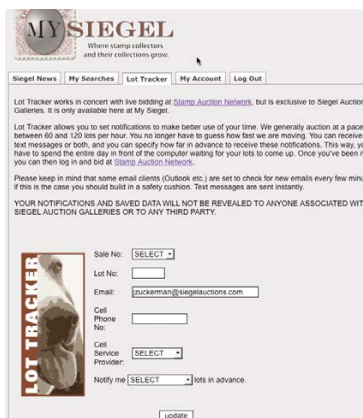 MY SIEGEL
Where stamp collectors
and their collections grow.
Siegel News My Searches Lot Tracker My Account Log Out
Lot Tracker works in concert with live bidding at Stamp Auction Network, but is exclusive to Siegel Auction
Galleries. It is only available here at My Siegel.
Lot Tracker allows you to set notifications to make better use of your time. We generally auction at a pace
between 60 and 120 lots per hour. You no longer have to guess how fast we are moving. You can receive
text messages or both, and you can specify how far in advance to receive these notifications. This way, yo
have to spend the entire day in front of the computer waiting for your lots to come up. Once you've been n
you can then log in and bid at Stamp Auction Network.
Please keep in mind that some email clients (Outlook etc.) are set to check for new emails every few minu
if this is the case you should build in a safety cushion. Text messages are sent instantly.
YOUR NOTIFICATIONS AND SAVED DATA WILL NOT BE REVEALED TO ANYONE ASSOCIATED WIT
SIEGEL AUCTION GALLERIES OR TO ANY THIRD PARTY.
LOT TRACKER
Sale No: SELECT
Lot No:
Email: jzuckerman@siegelauctions.com
Cell
Phone
No:
Cell
Service
Provider: SELECT
Notify me SELECT lots in advance.
update